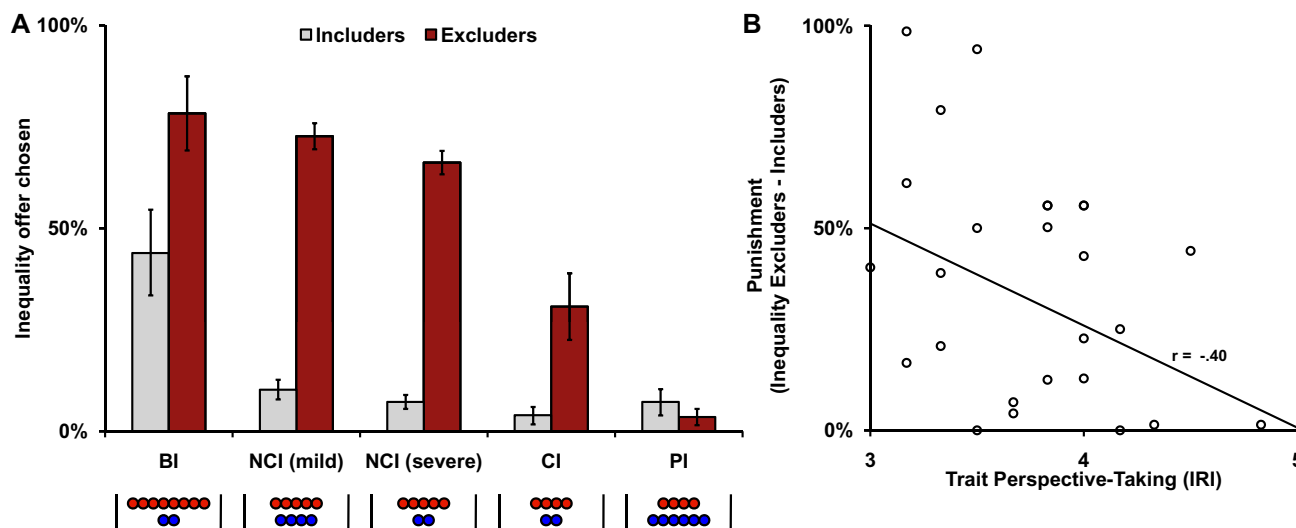 A
100%
50%
0%
Inequality offer chosen
Includers
Excluders
BI
NCI (mild)
NCI (severe)
CI
PI
B
100%
50%
0%
Punishment
(Inequality Excluders - Includers)
r = -.40
3
4
5
Trait Perspective-Taking (IRI)